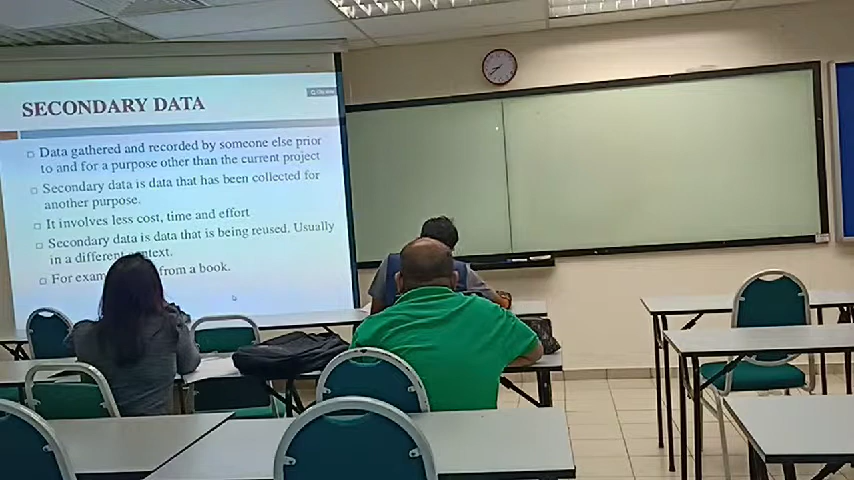 SECONDARY DATA
Data gathered and recorded by someone else prior
to and for a purpose other than the current project
Secondary data is data that has been collected for
another purpose.
It involves less cost, time and effort
Secondary data is data that is being reused. Usually
in a different
For from a book.